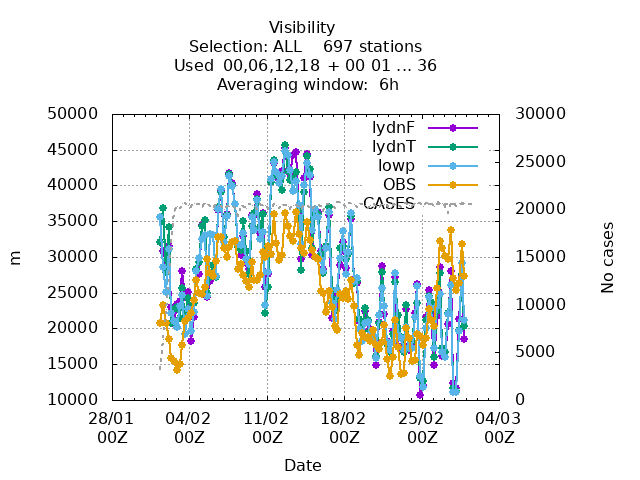 Visibility
Selection: ALL    697 stations
Used  00,06,12,18  + 00 01 ... 36
Averaging window:  6h
50000
45000
40000
35000
30000
25000
20000
15000
10000
m
30000
25000
20000
15000
10000
5000
0
No cases
lydnF
lydnT
lowp
OBS
CASES
28/01 04/02 11/02 18/02 25/02 04/03
00Z 00Z 00Z 00Z 00Z 00Z
Date